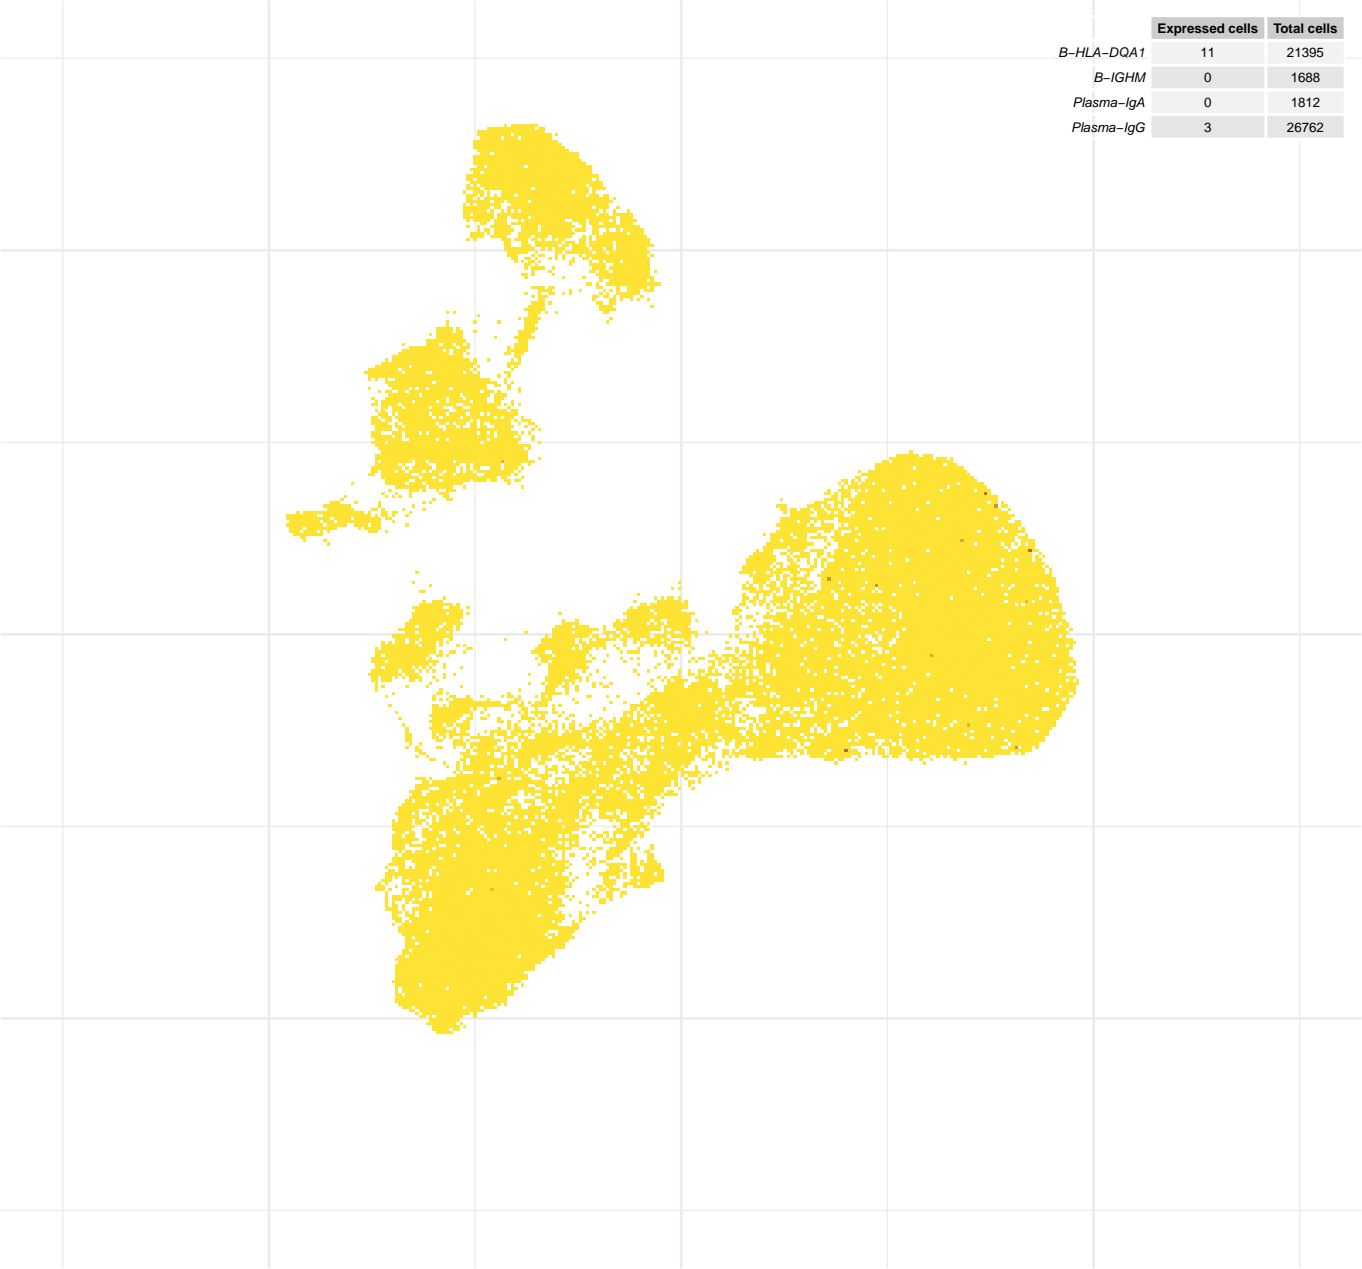 Expressed cells Total cells
B−HLA−DQA1 11 21395
B−IGHM 0 1688
Plasma−IgA 0 1812
Plasma−IgG 3 26762